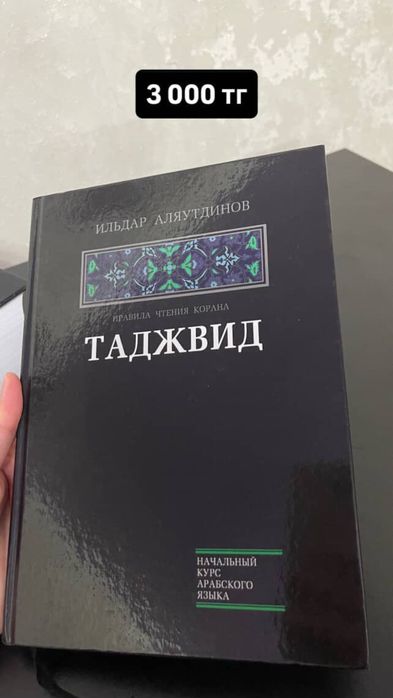 3 000 тг
ИЛЬДАР АЛЯУТДИНОВ
ПРАВИЛА ЧТЕНИЯ КОРАНА
ТАДЖВИД
НАЧАЛЬНЫЙ
КУРС
АРАБСКОГО
ЯЗЫКА